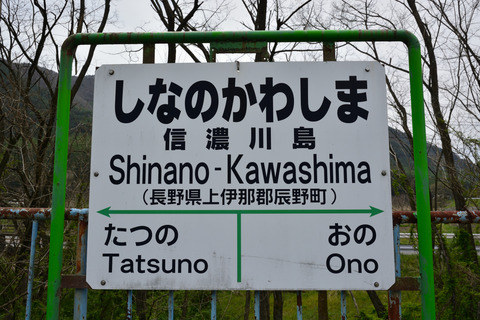 しなのかわしま
信濃川島
Shinano-Kawashima
（長野県上伊那郡辰野町）
たつの おの
Tatsuno Ono